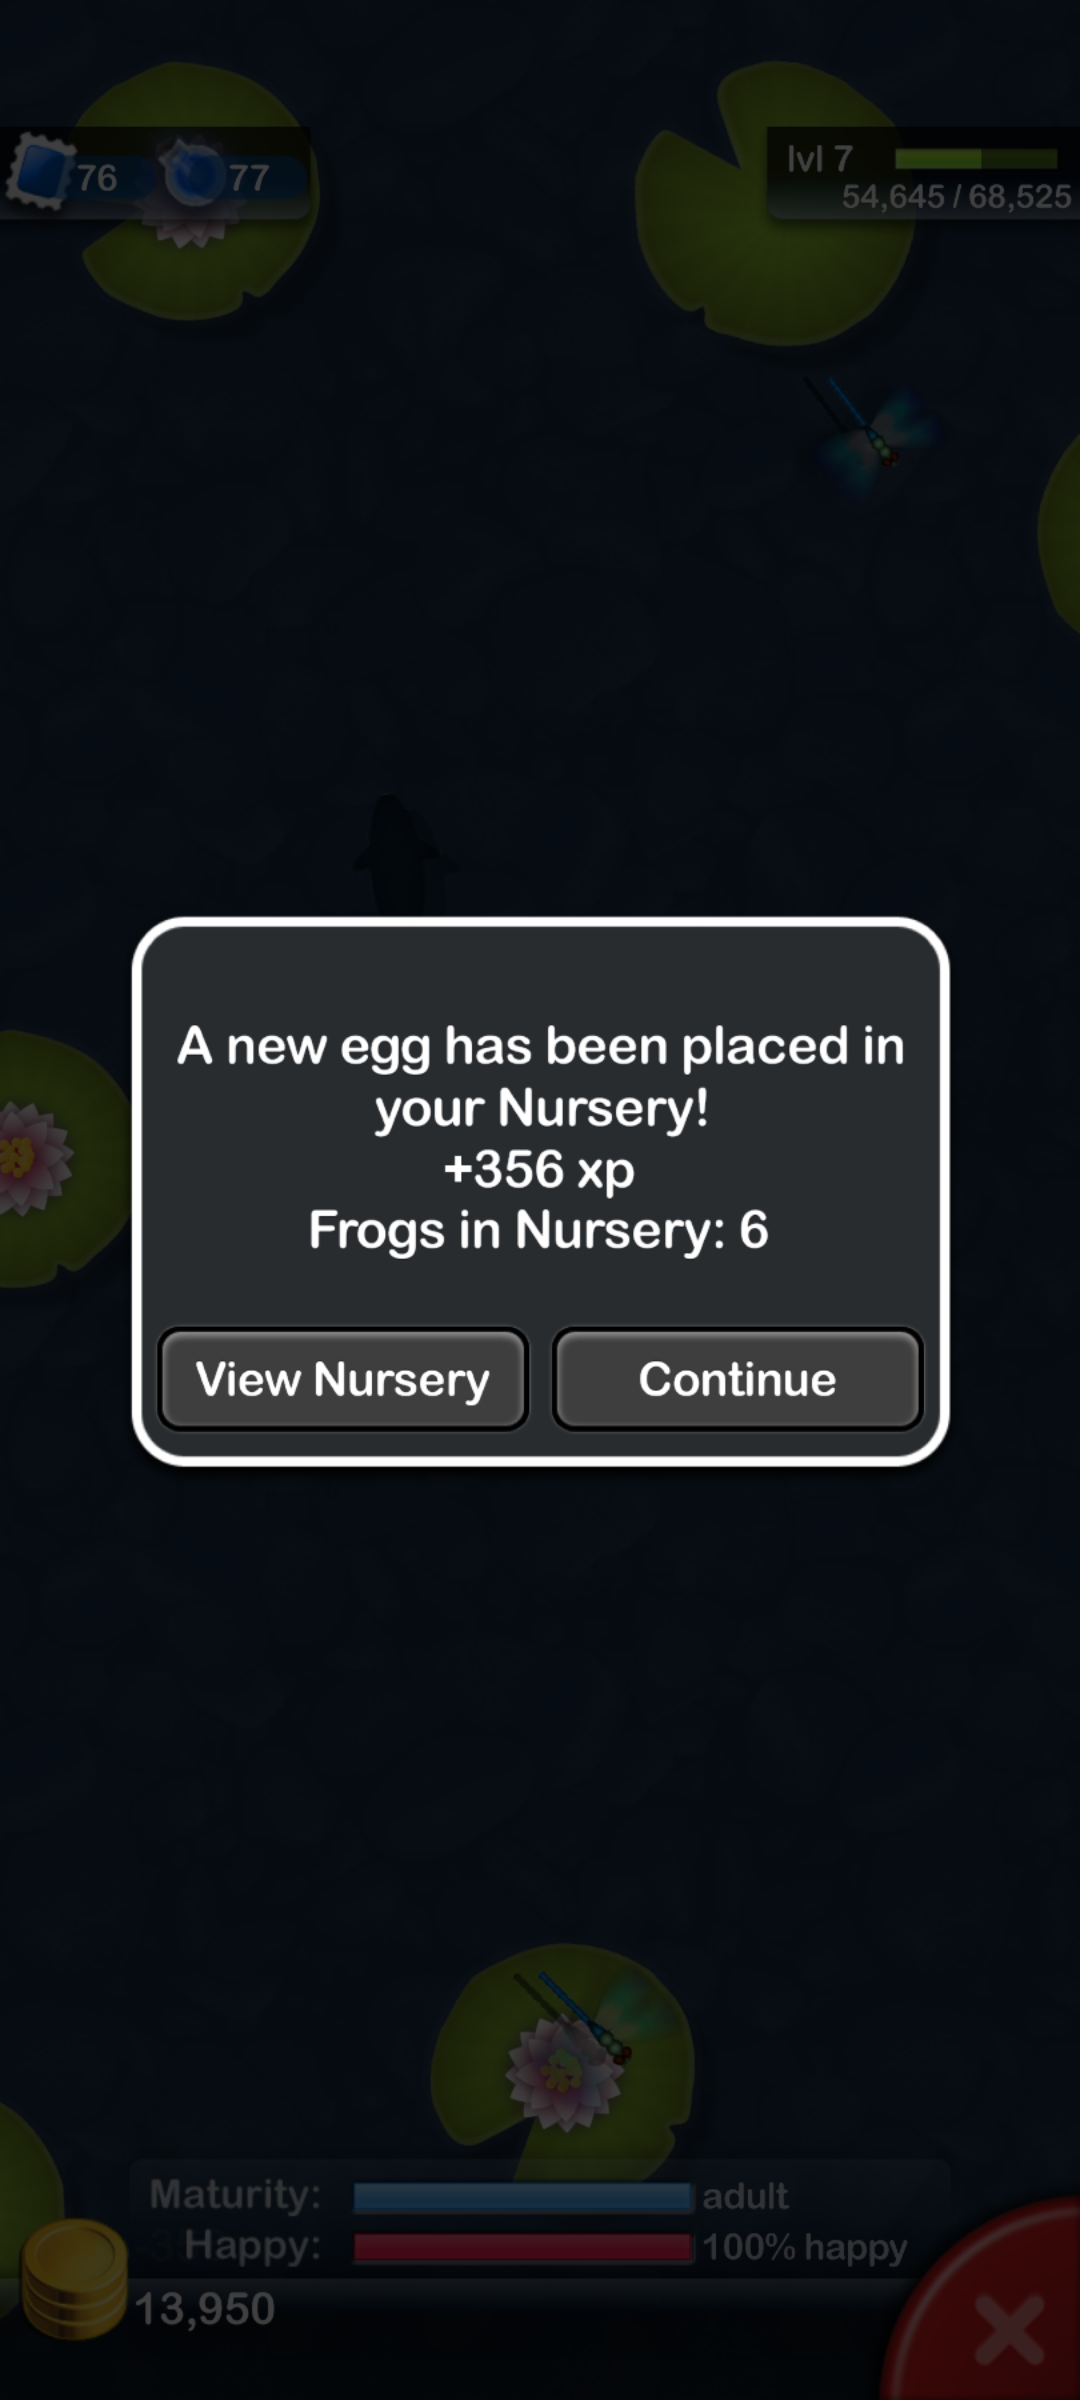 76 77
lvl 7
54,645 / 68,525
A new egg has been placed in
your Nursery!
+356 xp
Frogs in Nursery: 6
View Nursery Continue
Maturity: adult
Happy: 100% happy
13,950